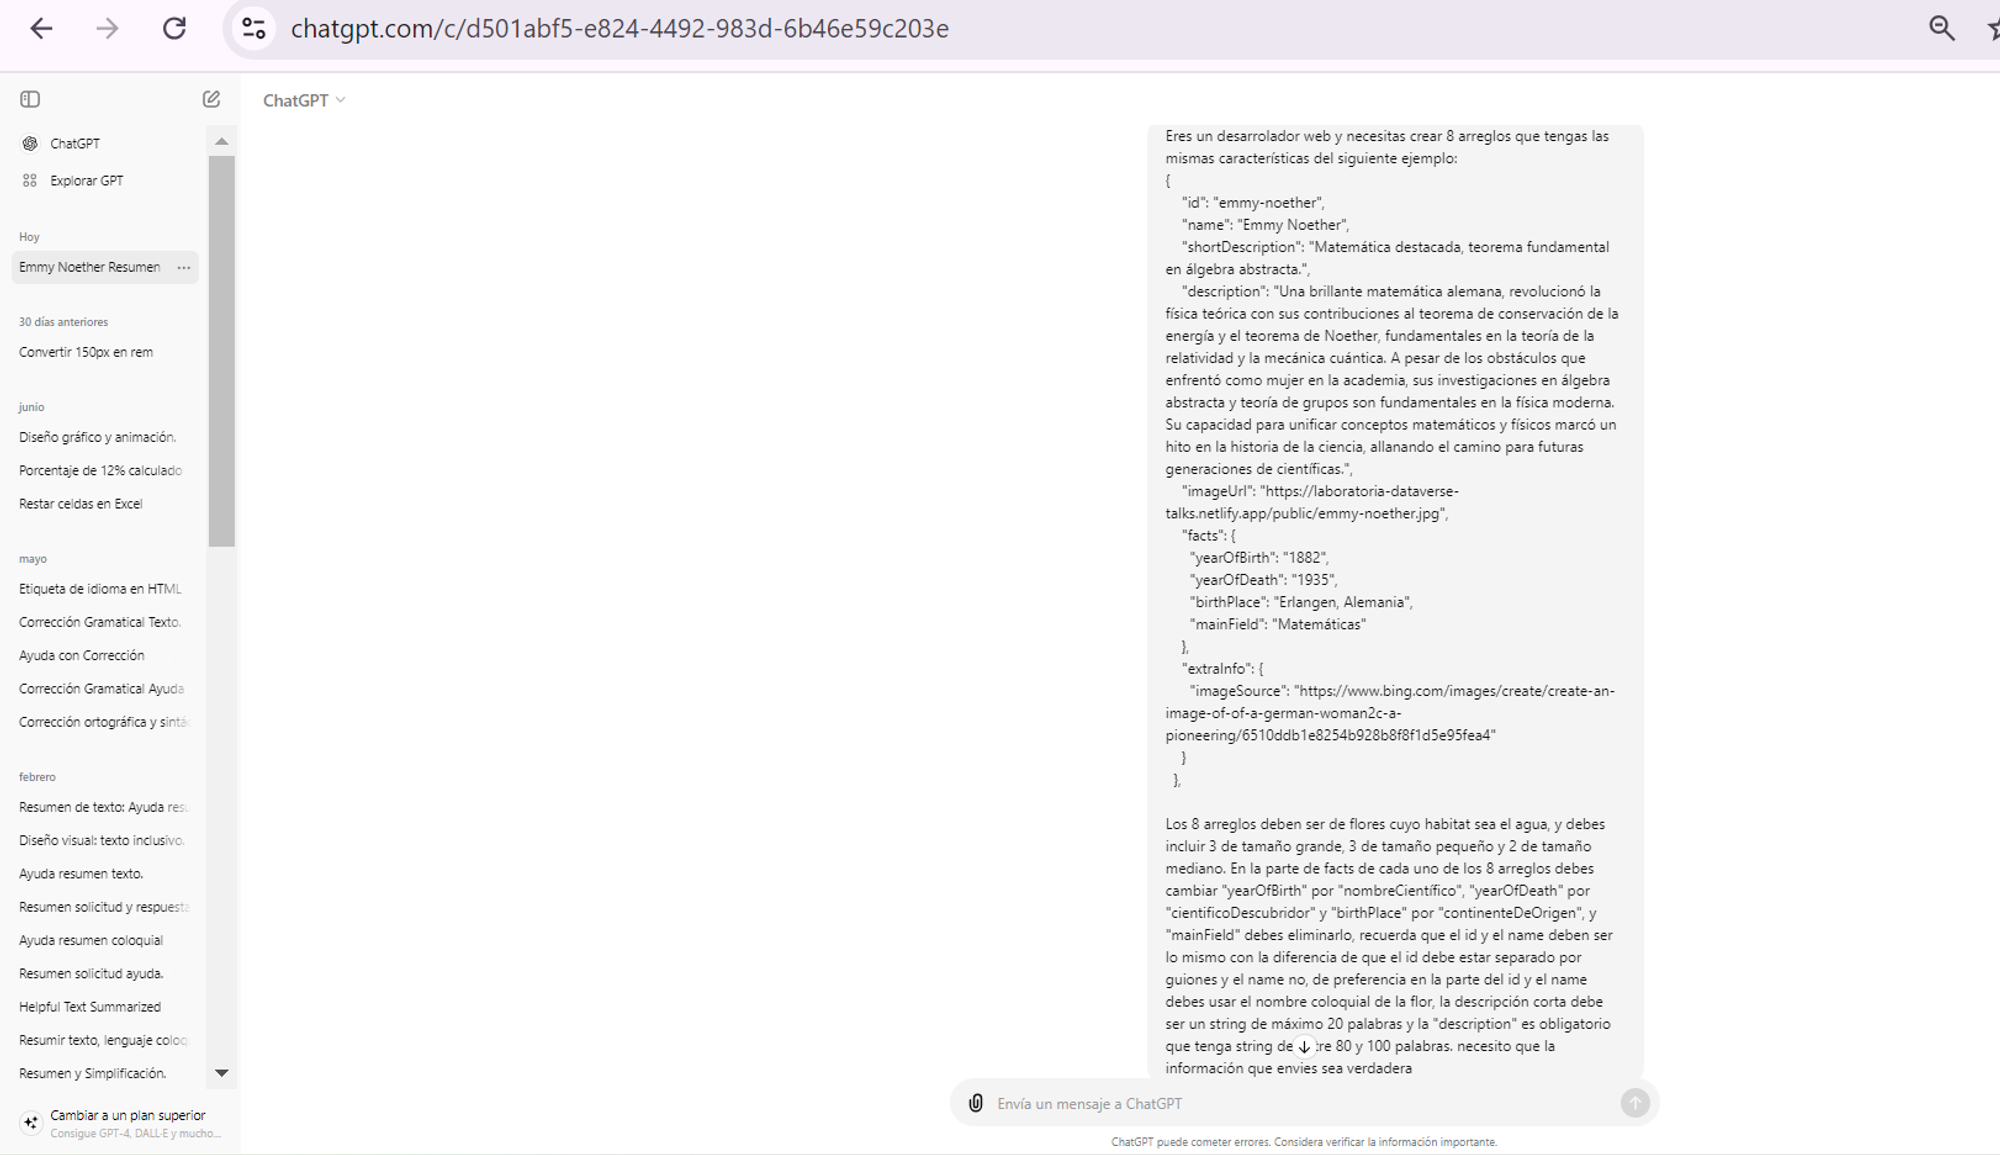 chatgpt.com/c/d501abf5-e824-4492-983d-6b46e59c203e
ChatGPT
ChatGPT
Explorar GPT
Hoy
Emmy Noether Resumen ...
30 días anteriores
Convertir 150px en rem
junio
Diseño gráfico y animación.
Porcentaje de 12% calculado
Restar celdas en Excel
mayo
Etiqueta de idioma en HTML
Corrección Gramatical Texto.
Ayuda con Corrección
Corrección Gramatical Ayuda
Corrección ortográfica y sintác
febrero
Resumen de texto: Ayuda resu
Diseño visual: texto inclusivo.
Ayuda resumen texto.
Resumen solicitud y respuesta
Ayuda resumen coloquial
Resumen solicitud ayuda.
Helpful Text Summarized
Resumir texto, lenguaje coloq
Resumen y Simplificación.
Cambiar a un plan superior
Consigue GPT-4, DALL·E y mucho...
Eres un desarrolador web y necesitas crear 8 arreglos que tengas las
mismas características del siguiente ejemplo:
{
"id": "emmy-noether",
"name": "Emmy Noether",
"shortDescription": "Matemática destacada, teorema fundamental
en álgebra abstracta.",
"description": "Una brillante matemática alemana, revolucionó la
física teórica con sus contribuciones al teorema de conservación de la
energía y el teorema de Noether, fundamentales en la teoría de la
relatividad y la mecánica cuántica. A pesar de los obstáculos que
enfrentó como mujer en la academia, sus investigaciones en álgebra
abstracta y teoría de grupos son fundamentales en la física moderna.
Su capacidad para unificar conceptos matemáticos y físicos marcó un
hito en la historia de la ciencia, allanando el camino para futuras
generaciones de científicas.",
"imageUrl": "https://laboratoria-dataverse-
talks.netlify.app/public/emmy-noether.jpg",
"facts": {
"yearOfBirth": "1882",
"yearOfDeath": "1935",
"birthPlace": "Erlangen, Alemania",
"mainField": "Matemáticas"
},
"extraInfo": {
"imageSource": "https://www.bing.com/images/create/create-an-
image-of-of-a-german-woman2c-a-
pioneering/6510ddb1e8254b928b8f8f1d5e95fea4"
}
},
Los 8 arreglos deben ser de flores cuyo habitat sea el agua, y debes
incluir 3 de tamaño grande, 3 de tamaño pequeño y 2 de tamaño
mediano. En la parte de facts de cada uno de los 8 arreglos debes
cambiar "yearOfBirth" por "nombreCientífico", "yearOfDeath" por
"cientificoDescubridor" y "birthPlace" por "continenteDeOrigen", y
"mainField" debes eliminarlo, recuerda que el id y el name deben ser
lo mismo con la diferencia de que el id debe estar separado por
guiones y el name no, de preferencia en la parte del id y el name
debes usar el nombre coloquial de la flor, la descripción corta debe
ser un string de máximo 20 palabras y la "description" es obligatorio
que tenga string de tre 80 y 100 palabras. necesito que la
información que envies sea verdadera
Envía un mensaje a ChatGPT
ChatGPT puede cometer errores. Considera verificar la información importante.